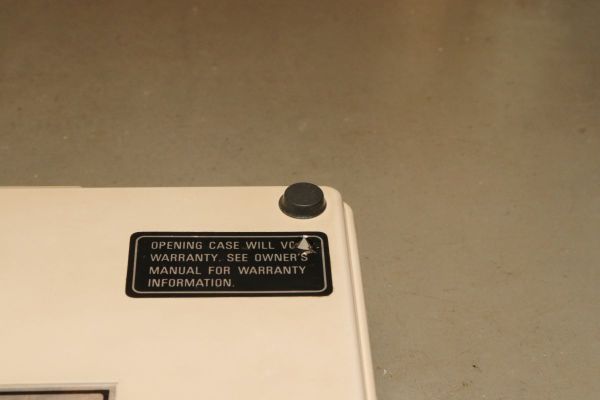 OPENING CASE WILL
WARRANTY. SEE OWNER'S
MANUAL FOR WARRANTY
INFORMATION.